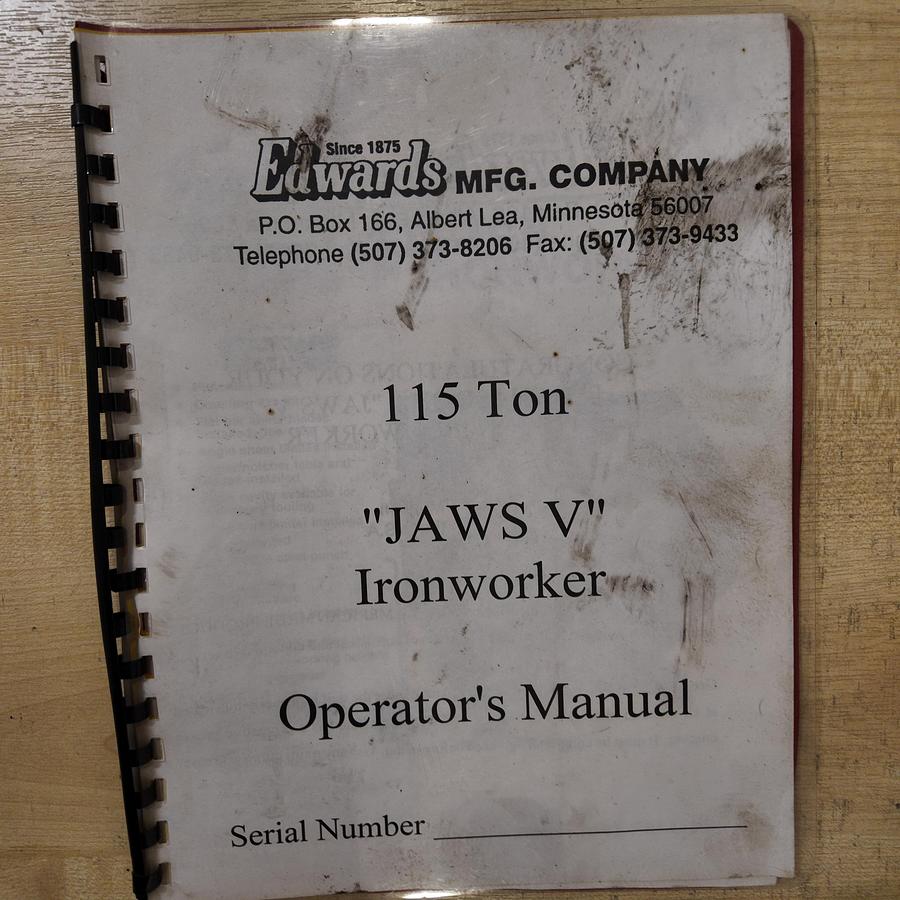 Since 1875
Edwards MFG. COMPANY
P.O. Box 166, Albert Lea, Minnesota 56007
Telephone (507) 373-8206 Fax: (507) 373-9433
115 Ton
"JAWS V"
Ironworker
Operator's Manual
Serial Number